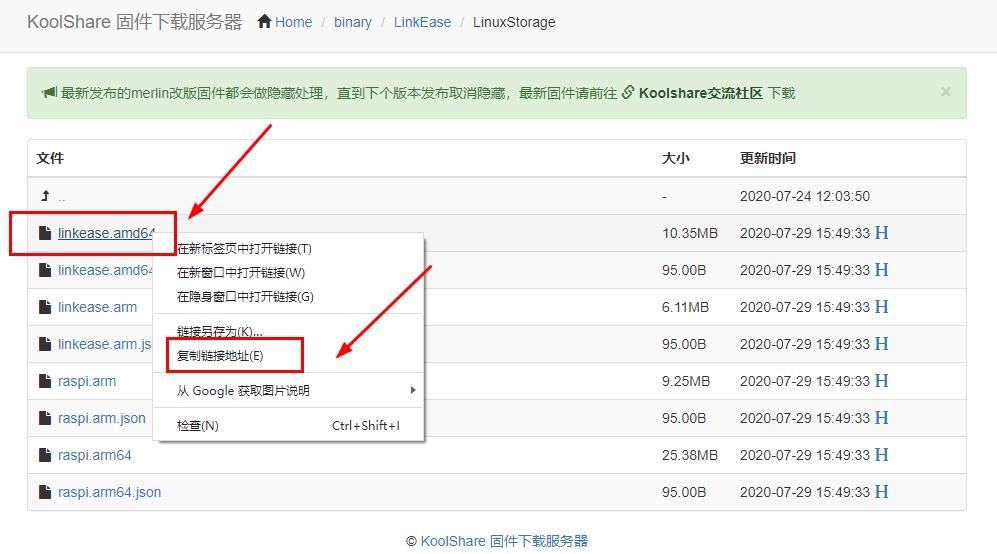 KoolShare 固件下载服务器 Home / binary / LinkEase / LinuxStorage
最新发布的merlin改版固件都会做隐藏处理，直到下个版本发布取消隐藏，最新固件请前往 Koolshare交流社区 下载 ×
文件 大小 更新时间
.. - 2020-07-24 12:03:50
linkease.amd64 10.35MB 2020-07-29 15:49:33 H
在新标签页中打开链接(T)
linkease.amd64 95.00B 2020-07-29 15:49:33 H
在新窗口中打开链接(W)
在隐身窗口中打开链接(G)
linkease.arm 6.11MB 2020-07-29 15:49:33 H
链接另存为(K)...
linkease.arm.js 95.00B 2020-07-29 15:49:33 H
复制链接地址(E)
raspi.arm 9.25MB 2020-07-29 15:49:33 H
从 Google 获取图片说明
raspi.arm.json 95.00B 2020-07-29 15:49:33 H
检查(N) Ctrl+Shift+I
raspi.arm64 25.38MB 2020-07-29 15:49:33 H
raspi.arm64.json 95.00B 2020-07-29 15:49:33 H
© KoolShare 固件下载服务器